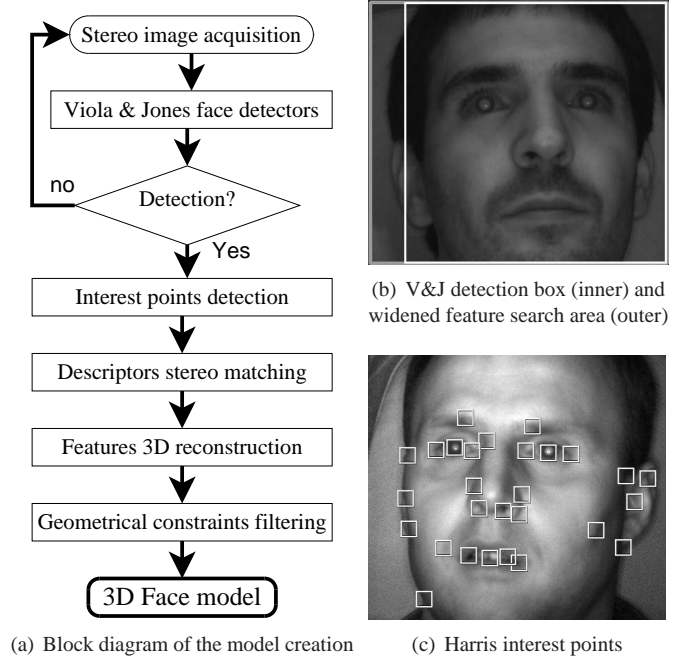 Stereo image acquisition
Viola & Jones face detectors
no
Detection?
Yes
Interest points detection
Descriptors stereo matching
Features 3D reconstruction
Geometrical constraints filtering
3D Face model
(a) Block diagram of the model creation
(b) V&J detection box (inner) and
widened feature search area (outer)
(c) Harris interest points